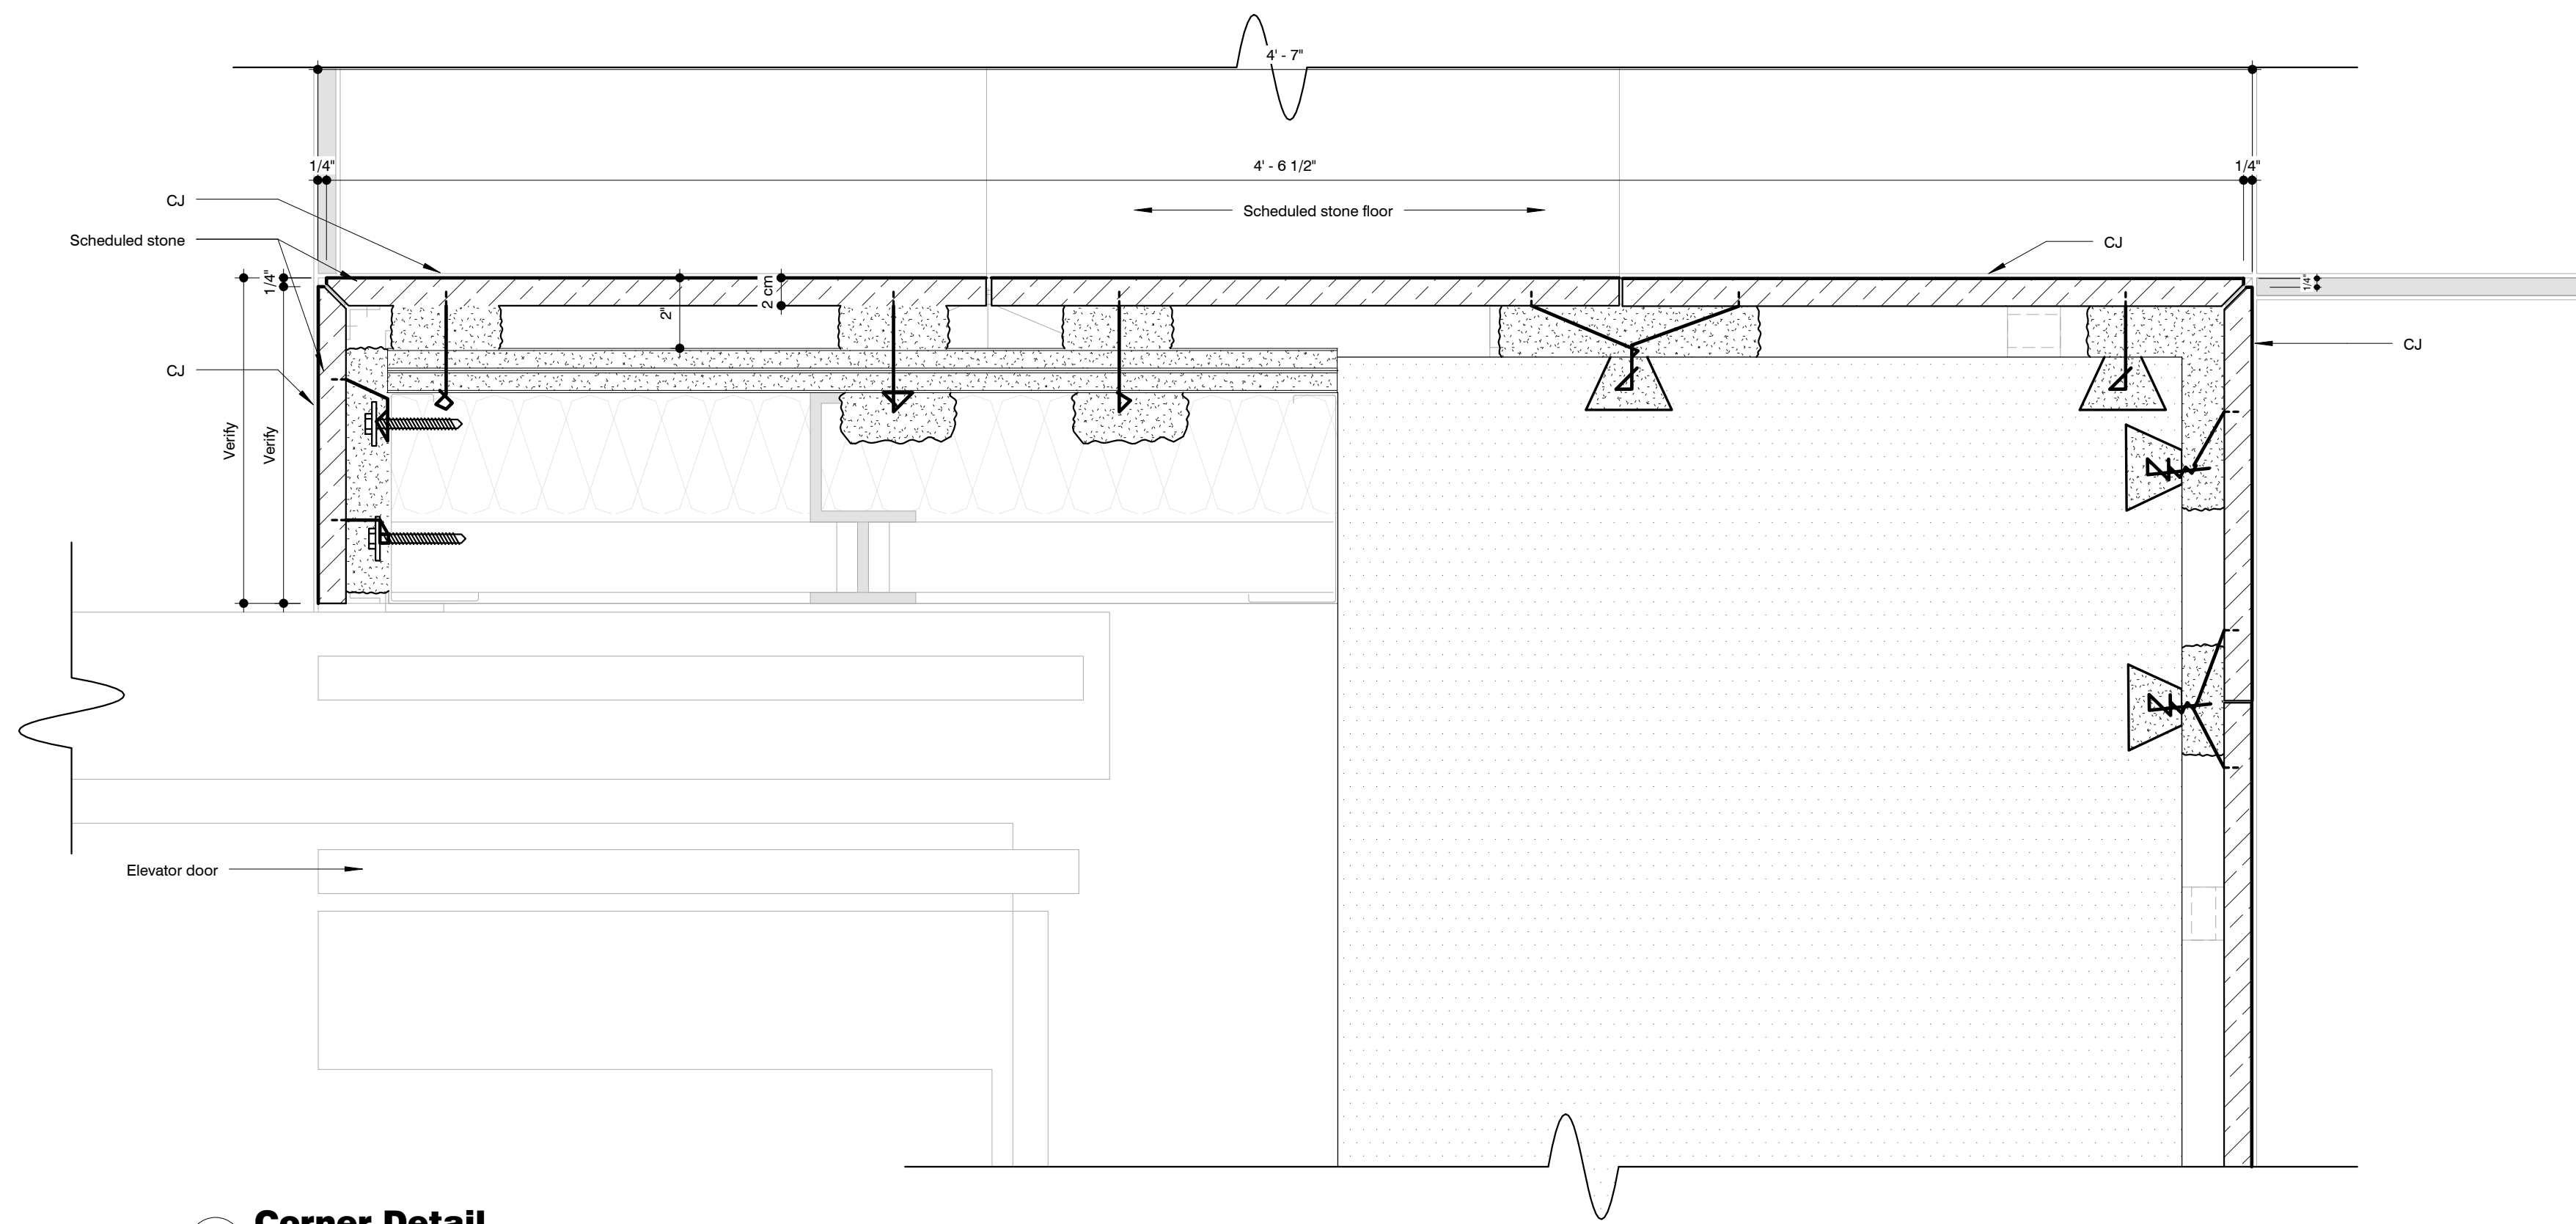 4' - 7"
1/4"
4' - 6 1/2"
1/4"
CJ
Scheduled stone floor
Scheduled stone
CJ
1/4"
2"
2 cm
1/4"
CJ
CJ
Verify
Verify
Elevator door
Corner Detail